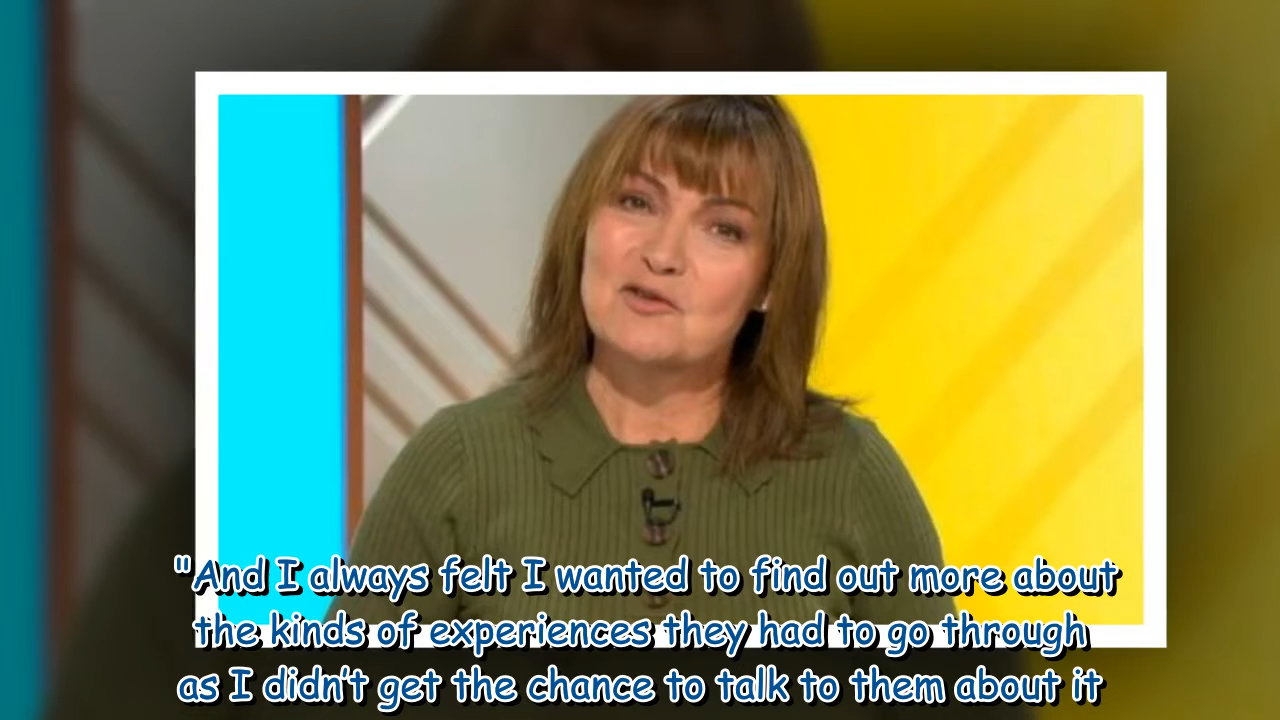 "And I always felt I wanted to find out more about
the kinds of experiences they had to go through
as I didn't get the chance to talk to them about it